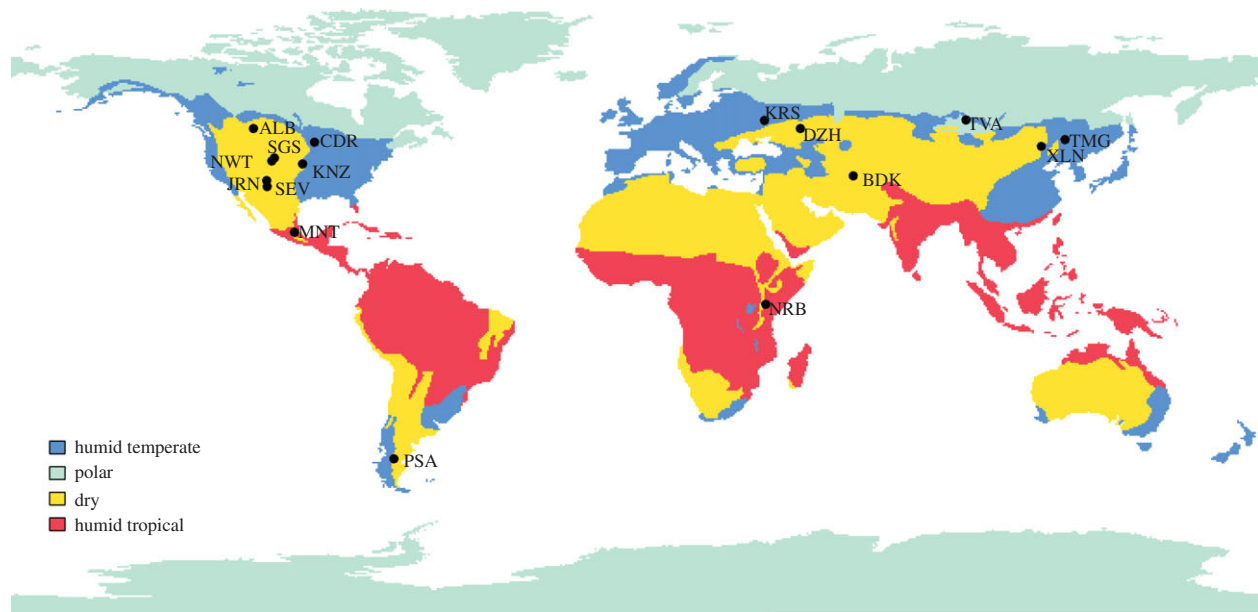 ALB
CDR
SGS
NWT
KNZ
JRN
SEV
MNT
PSA
KRS
DZH
TVA
TMG
XLN
BDK
NRB
humid temperate
polar
dry
humid tropical